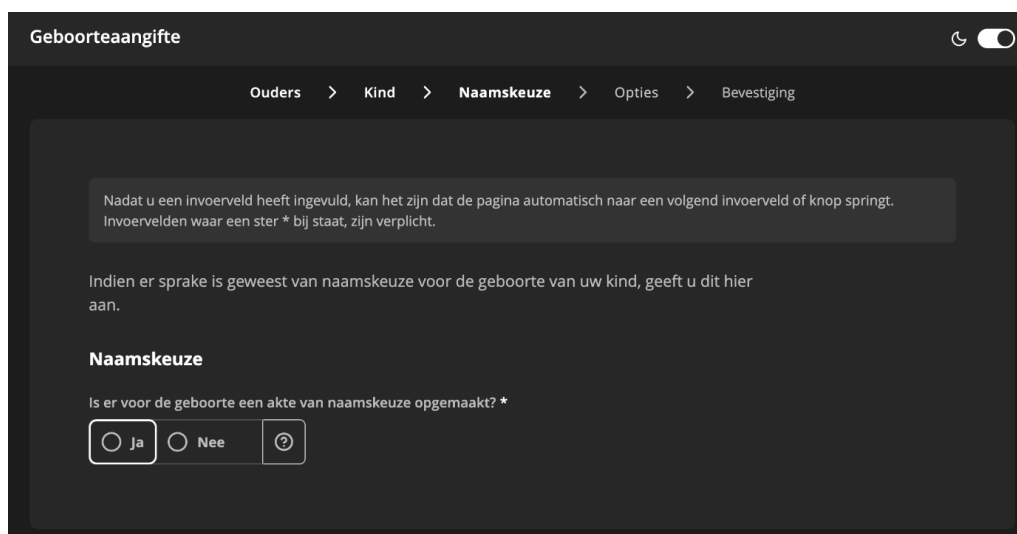 Geboorteaangifte
Ouders > Kind > Naamskeuze > Opties > Bevestiging
Nadat u een invoerveld heeft ingevuld, kan het zijn dat de pagina automatisch naar een volgend invoerveld of knop springt.
Invoervelden waar een ster * bij staat, zijn verplicht.
Indien er sprake is geweest van naamskeuze voor de geboorte van uw kind, geeft u dit hier
aan.
Naamskeuze
Is er voor de geboorte een akte van naamskeuze opgemaakt? *
Ja Nee ?